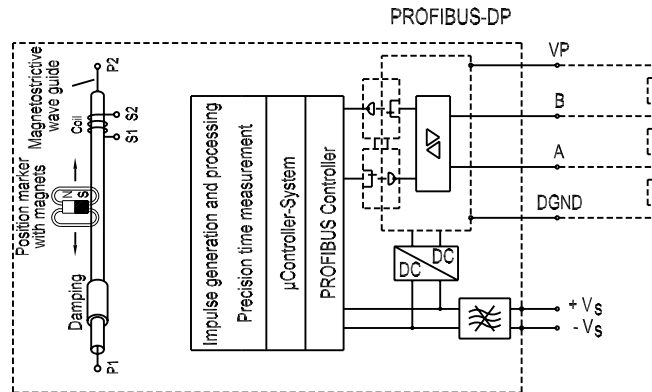 PROFIBUS-DP
Magnetostrictive
wave guide
P2
Coil
S2
S1
Position marker
with magnets
N
S
Damping
P1
Impulse generation and processing
Precision time measurement
µController-System
PROFIBUS Controller
DC
DC
VP
B
A
DGND
+ Vs
- Vs